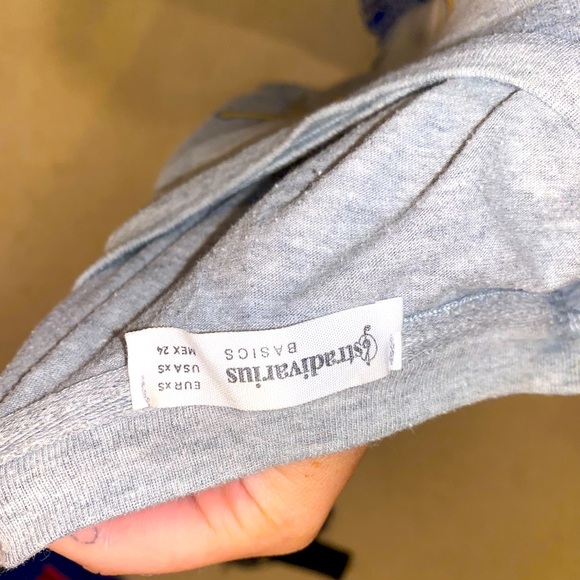 stradivarius
BASICS
EUR xS
USA xS
MEX 24